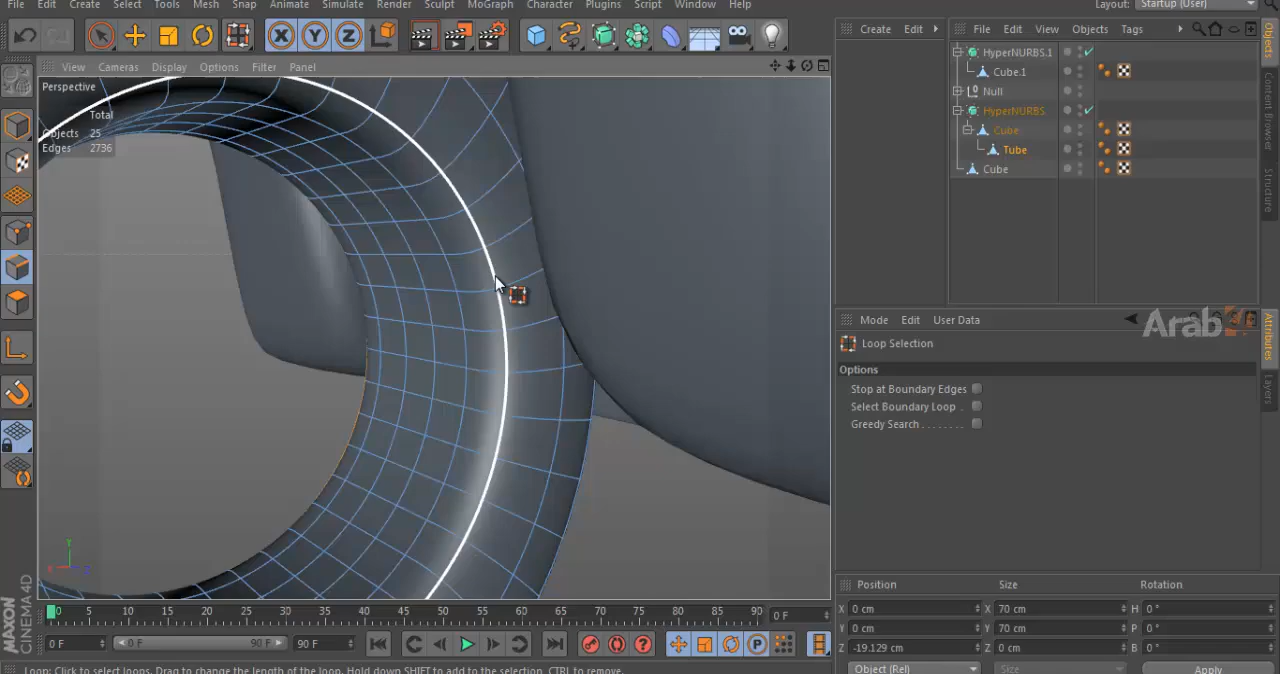 File Edit Create Select Tools Mesh Snap Animate Simulate Render Sculpt MoGraph Character Plugins Script Window Help
Layout: Startup (User)
View Cameras Display Options Filter Panel
Perspective
Total
Objects 25
Edges 2736
Create Edit
File Edit View Objects Tags
HyperNURBS.1
Cube.1
Null
HyperNURBS
Cube
Tube
Cube
Objects
Content Browser
Structure
Mode Edit User Data
Arab
Loop Selection
Options
Stop at Boundary Edges
Select Boundary Loop .
Greedy Search . . . . . . .
Attributes
Layers
Y
X
Z
0 5 10 15 20 25 30 35 40 45 50 55 60 65 70 75 80 85 90 0 F
0 F 0 F 90 F 90 F
Position Size Rotation
X 0 cm X 70 cm H 0 °
Y 0 cm Y 70 cm P 0 °
Z -19.129 cm Z 0 cm B 0 °
Object (Rel) Size Apply
MAXON
CINEMA 4D
Loop: Click to select loops. Drag to change the length of the loop. Hold down SHIFT to add to the selection, CTRL to remove.